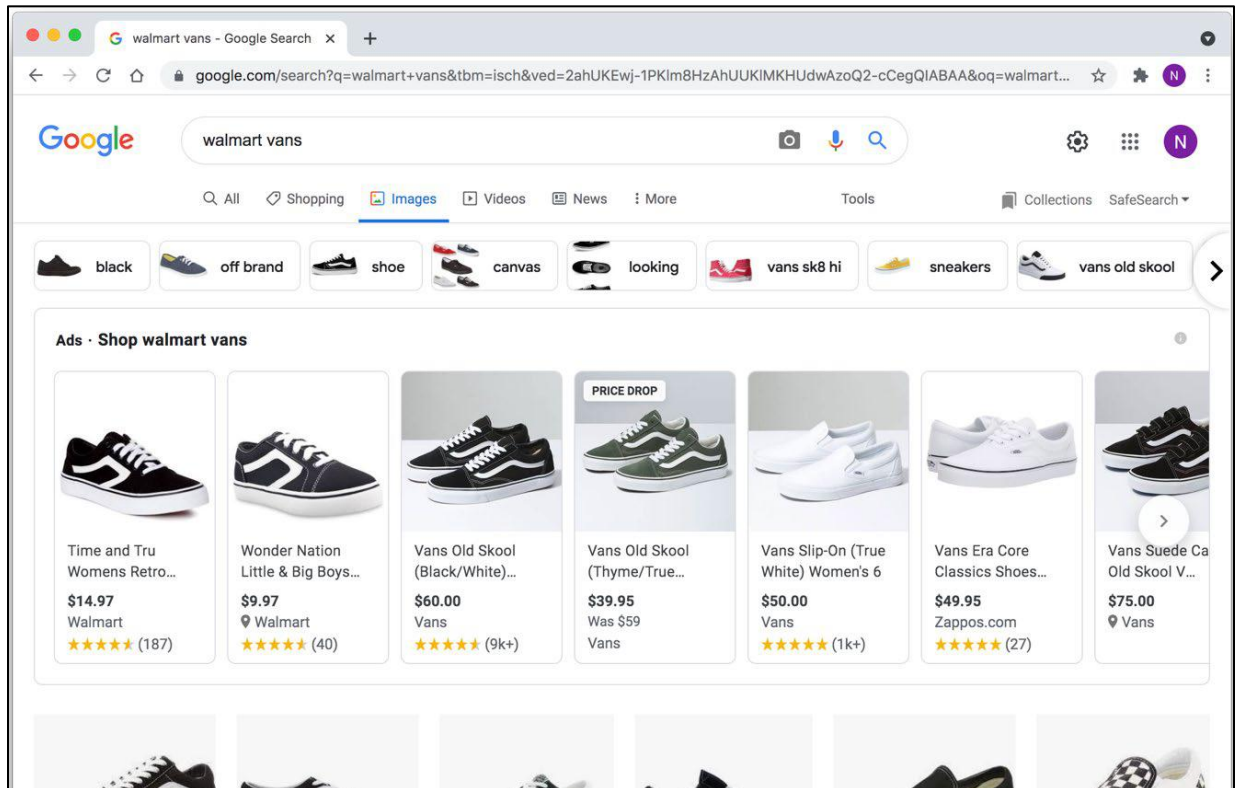 walmart vans - Google Search
google.com/search?q=walmart+vans&tbm=isch&ved=2ahUKEwj-1PKlm8HzAhUUKlMKHUdwAzoQ2-cCegQIABAA&oq=walmart...
N
Google
walmart vans
N
All Shopping Images Videos News More Tools Collections SafeSearch
black off brand shoe canvas looking vans sk8 hi sneakers vans old skool
Ads · Shop walmart vans
PRICE DROP
Time and Tru
Womens Retro...
$14.97
Walmart
(187)
Wonder Nation
Little & Big Boys...
$9.97
Walmart
(40)
Vans Old Skool
(Black/White)...
$60.00
Vans
(9k+)
Vans Old Skool
(Thyme/True...
$39.95
Was $59
Vans
Vans Slip-On (True
White) Women's 6
$50.00
Vans
(1k+)
Vans Era Core
Classics Shoes...
$49.95
Zappos.com
(27)
Vans Suede Ca
Old Skool V...
$75.00
Vans